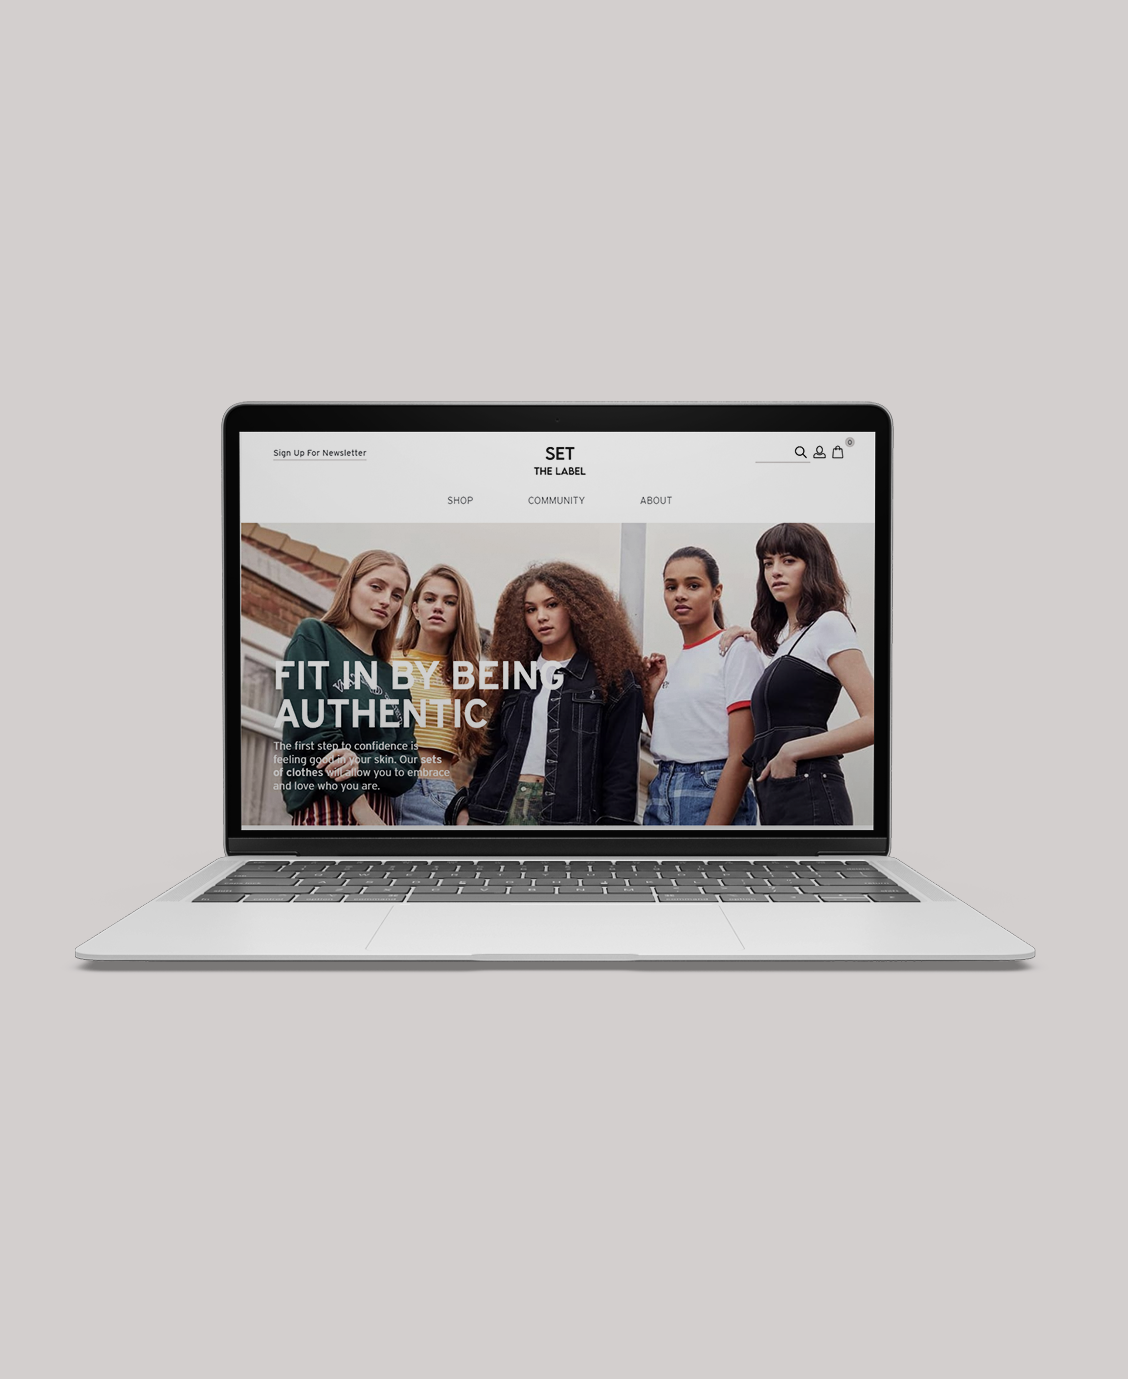 Sign Up For Newsletter
SET
THE LABEL
0
SHOP COMMUNITY ABOUT
FIT IN BY BEING
AUTHENTIC
The first step to confidence is
feeling good in your skin. Our sets
of clothes will allow you to embrace
and love who you are.